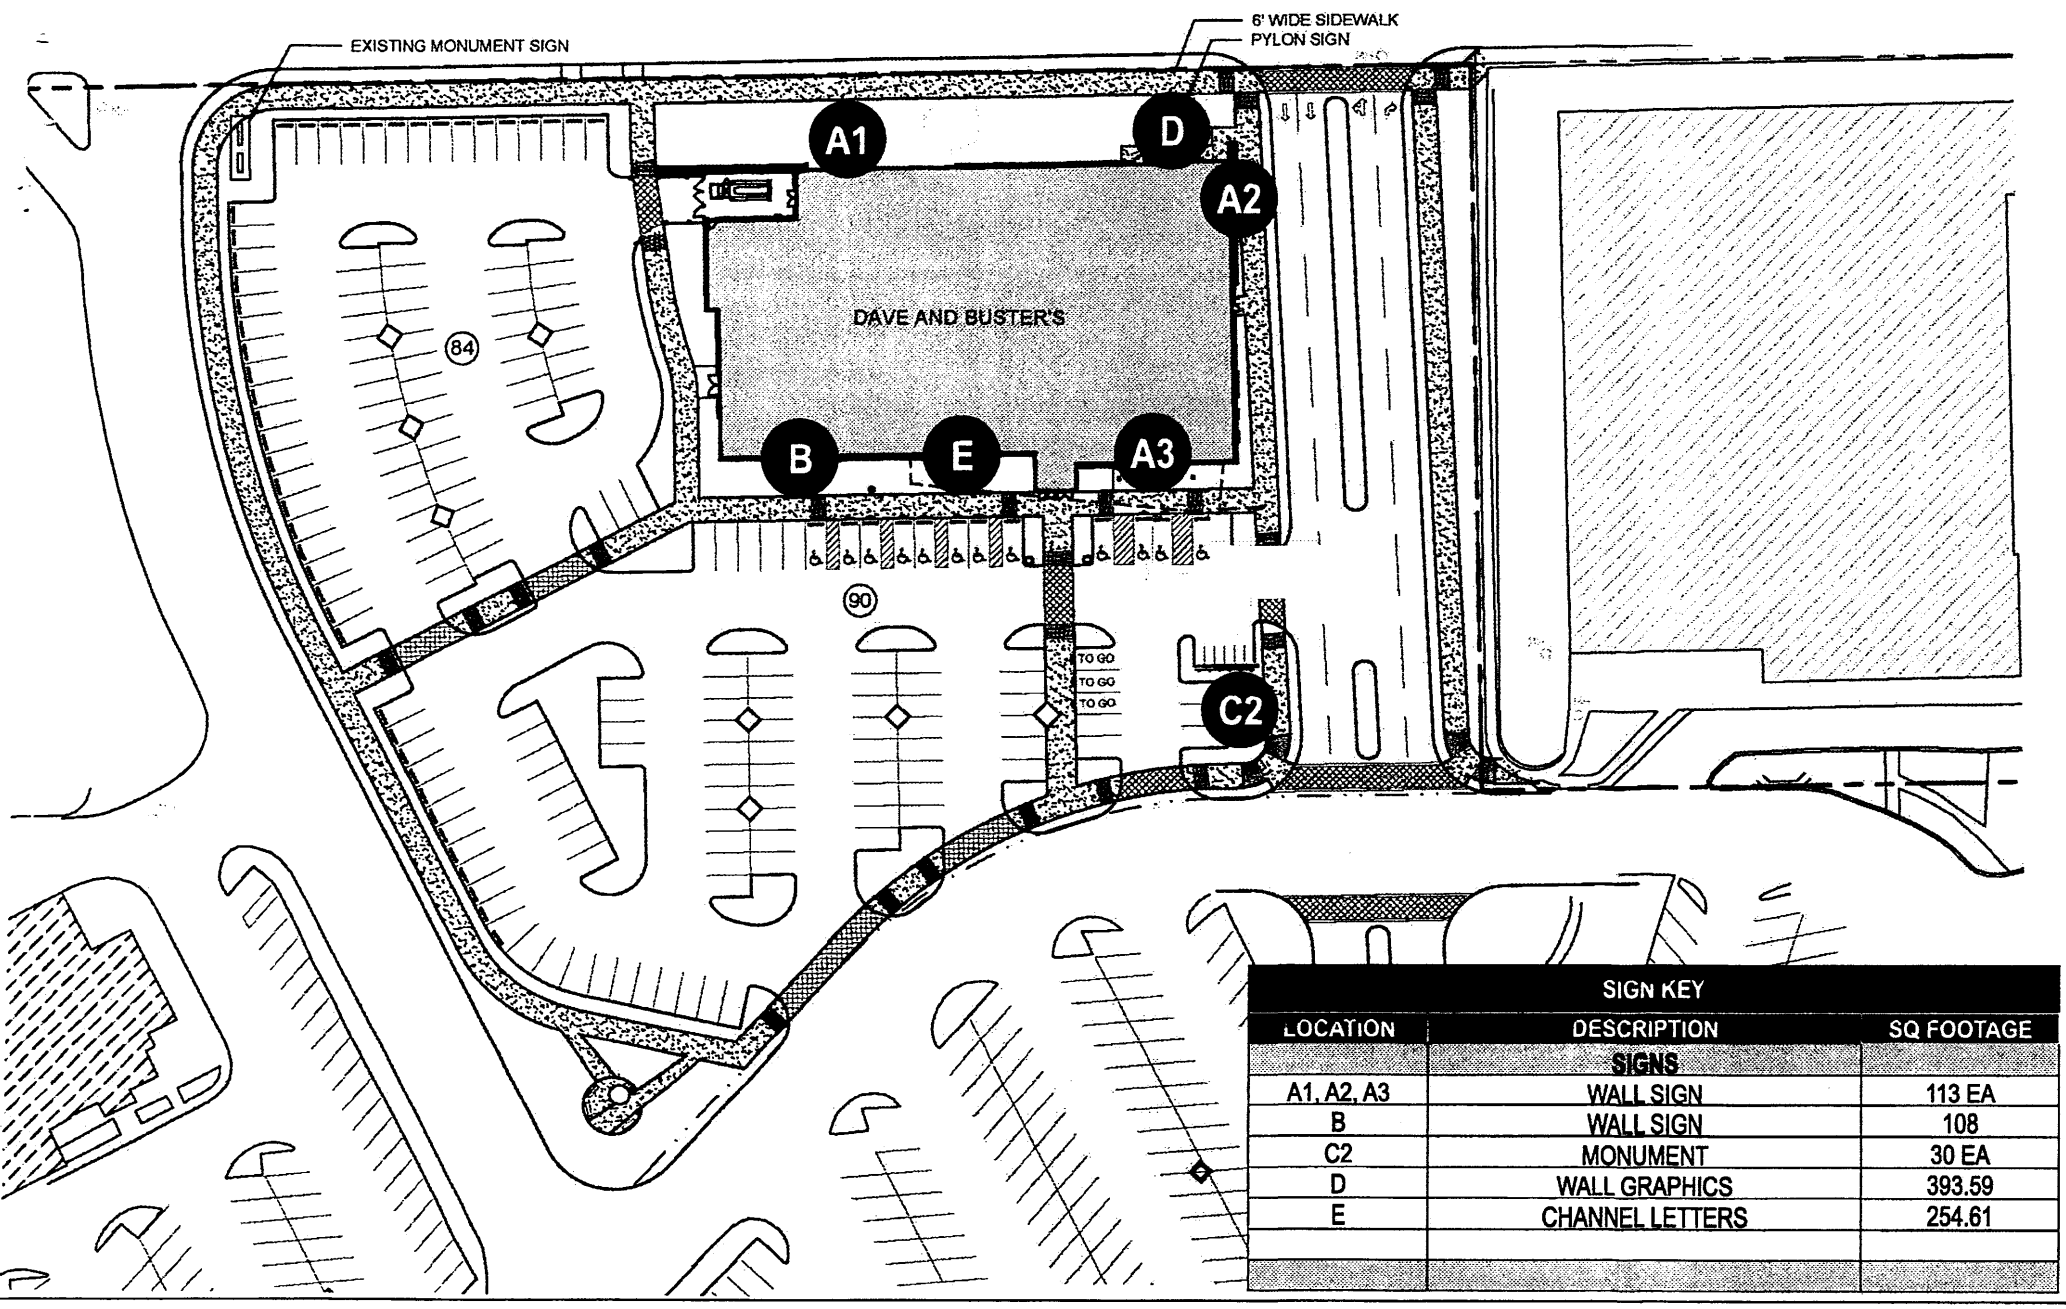 6' WIDE SIDEWALK
EXISTING MONUMENT SIGN
PYLON SIGN
A1
D
A2
DAVE AND BUSTER'S
84
B
E
A3
90
TO GO
TO GO
TO GO
C2
SIGN KEY
LOCATION DESCRIPTION SQ FOOTAGE
SIGNS
A1, A2, A3 WALL SIGN 113 EA
B WALL SIGN 108
C2 MONUMENT 30 EA
D WALL GRAPHICS 393.59
E CHANNEL LETTERS 254.61